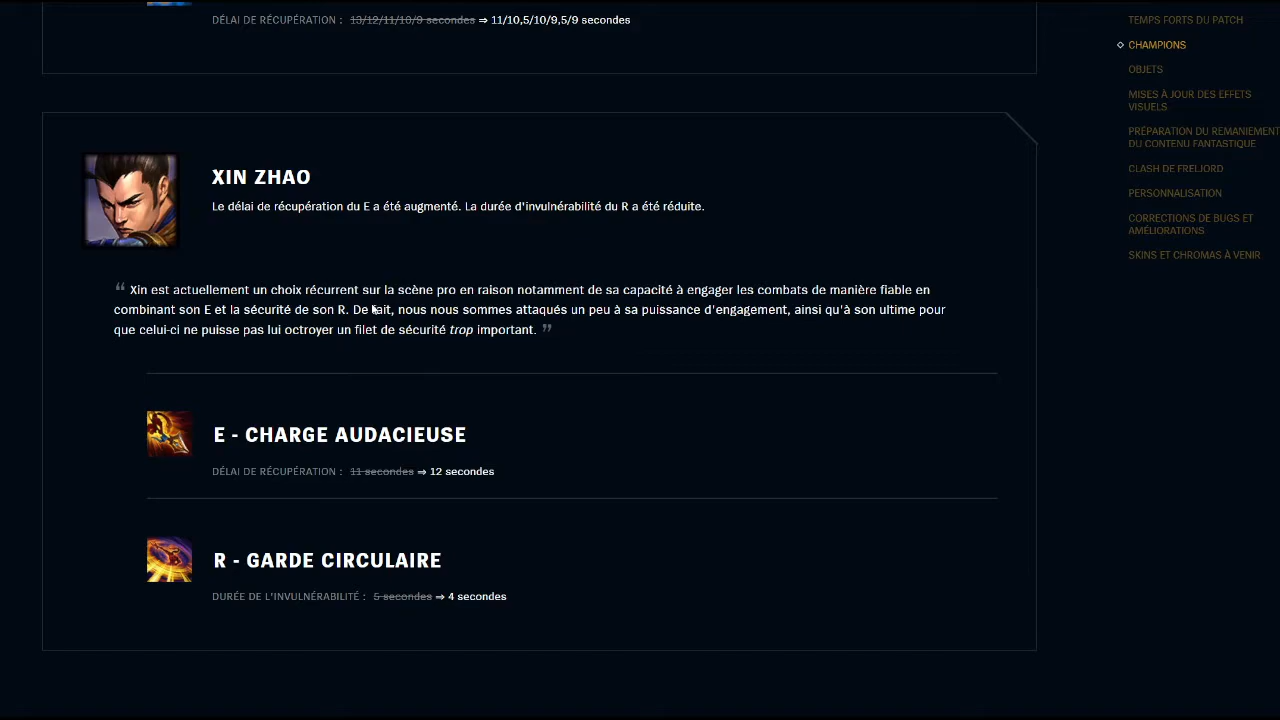 DÉLAI DE RÉCUPÉRATION : 13/12/11/10/9 secondes ⇒ 11/10,5/10/9,5/9 secondes
XIN ZHAO
Le délai de récupération du E a été augmenté. La durée d'invulnérabilité du R a été réduite.
“ Xin est actuellement un choix récurrent sur la scène pro en raison notamment de sa capacité à engager les combats de manière fiable en
combinant son E et la sécurité de son R. De fait, nous nous sommes attaqués un peu à sa puissance d'engagement, ainsi qu'à son ultime pour
que celui-ci ne puisse pas lui octroyer un filet de sécurité trop important. ”
E - CHARGE AUDACIEUSE
DÉLAI DE RÉCUPÉRATION : 11 secondes ⇒ 12 secondes
R - GARDE CIRCULAIRE
DURÉE DE L'INVULNÉRABILITÉ : 5 secondes ⇒ 4 secondes
TEMPS FORTS DU PATCH
CHAMPIONS
OBJETS
MISES À JOUR DES EFFETS
VISUELS
PRÉPARATION DU REMANIEMENT
DU CONTENU FANTASTIQUE
CLASH DE FRELJORD
PERSONNALISATION
CORRECTIONS DE BUGS ET
AMÉLIORATIONS
SKINS ET CHROMAS À VENIR